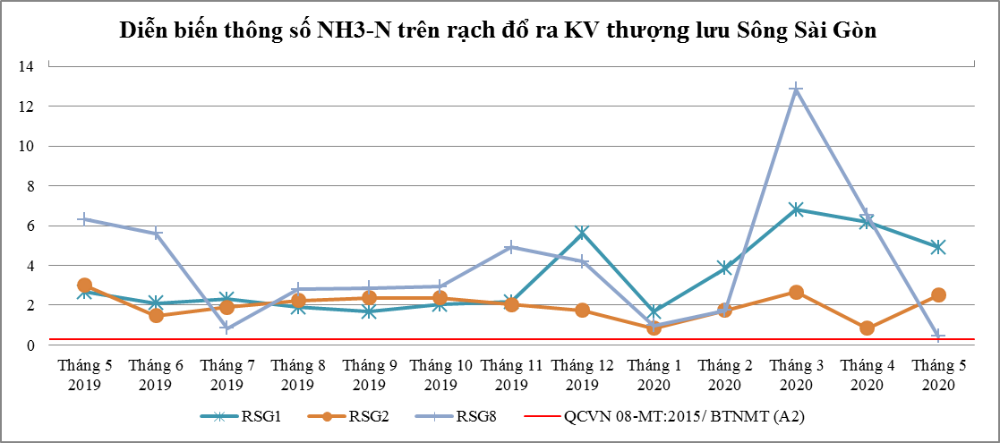 Diễn biến thông số NH3-N trên rạch đổ ra KV thượng lưu Sông Sài Gòn
14
12
10
8
6
4
2
0
Tháng 5 2019
Tháng 6 2019
Tháng 7 2019
Tháng 8 2019
Tháng 9 2019
Tháng 10 2019
Tháng 11 2019
Tháng 12 2019
Tháng 1 2020
Tháng 2 2020
Tháng 3 2020
Tháng 4 2020
Tháng 5 2020
RSG1
RSG2
RSG8
QCVN 08-MT:2015/ BTNMT (A2)